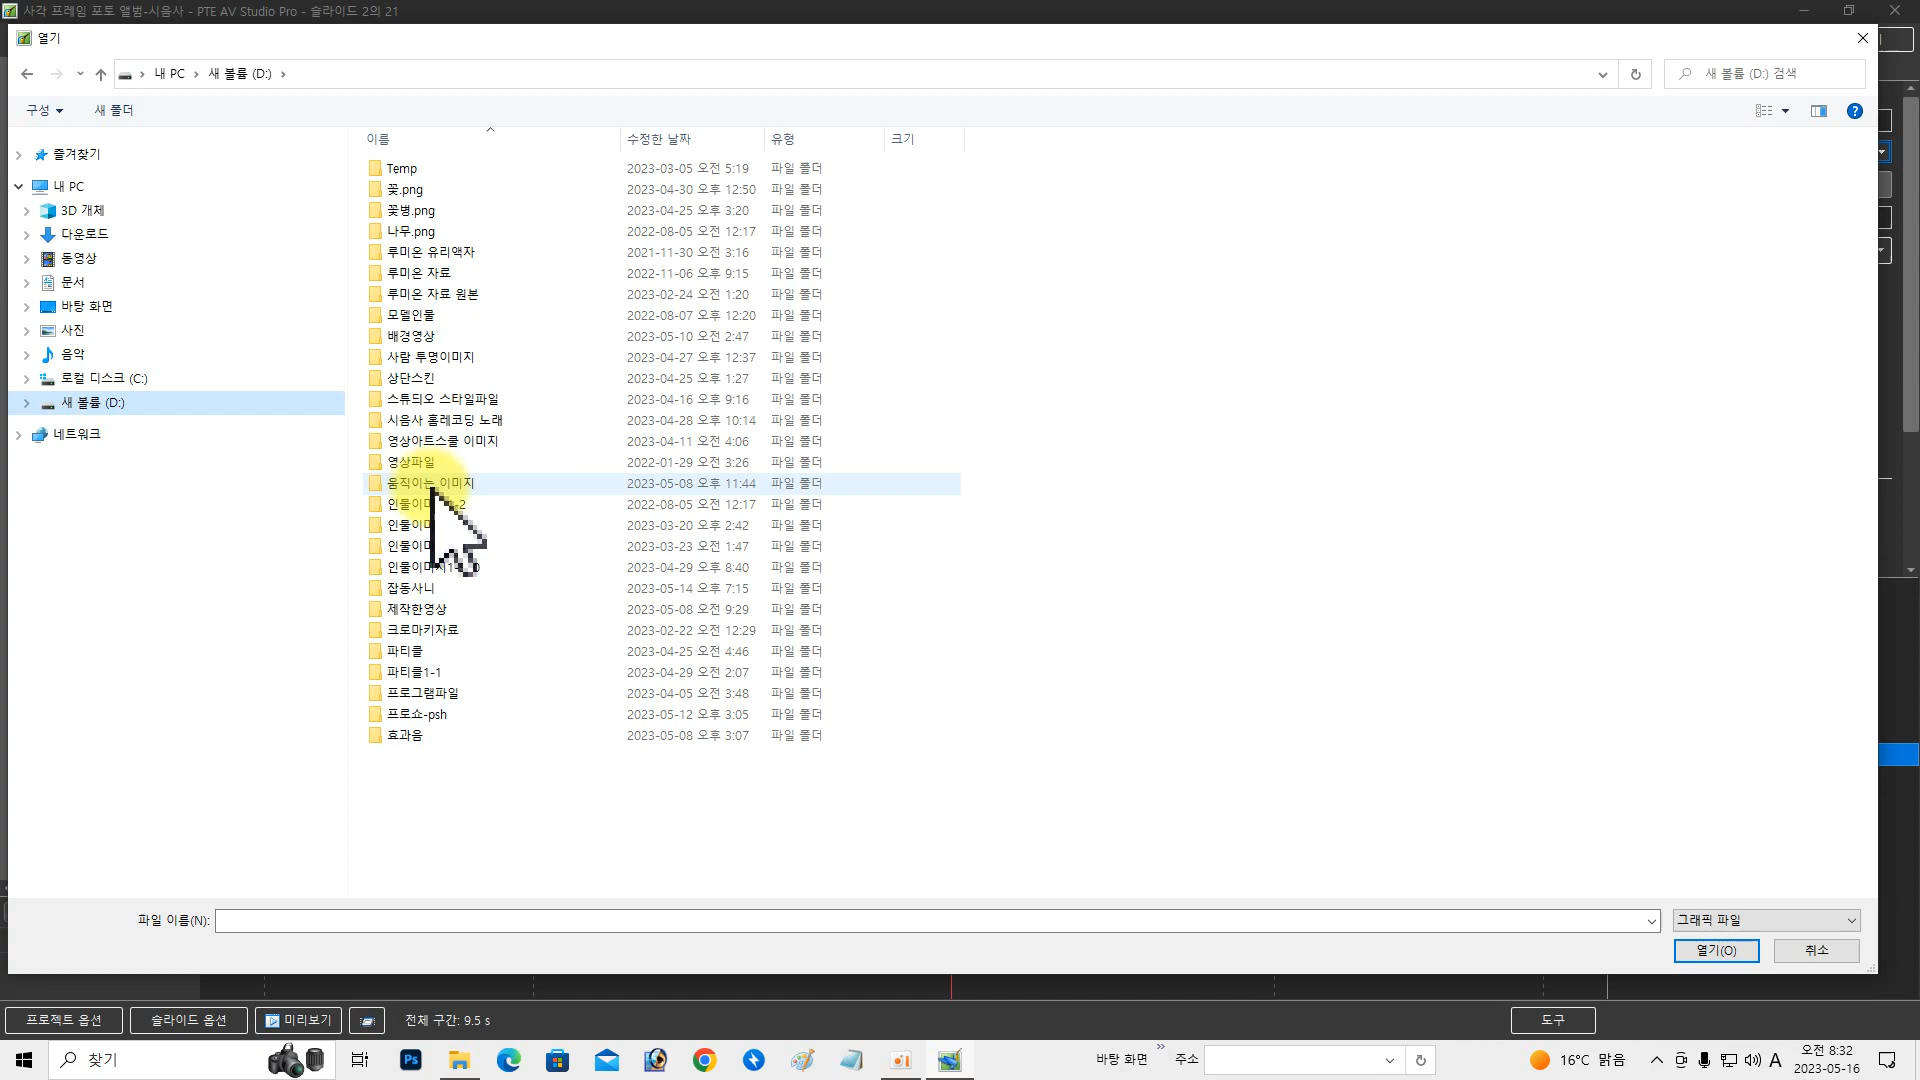 사각 프레임 포토 앨범-시음사 - PTE AV Studio Pro - 슬라이드 2의 21
열기
내 PC › 새 볼륨 (D:) ›
새 볼륨 (D:) 검색
구성 새 폴더
이름 수정한 날짜 유형 크기
즐겨찾기
내 PC
3D 개체
다운로드
동영상
문서
바탕 화면
사진
음악
로컬 디스크 (C:)
새 볼륨 (D:)
네트워크
Temp 2023-03-05 오전 5:19 파일 폴더
꽃.png 2023-04-30 오후 12:50 파일 폴더
꽃병.png 2023-04-25 오후 3:20 파일 폴더
나무.png 2022-08-05 오전 12:17 파일 폴더
루미온 유리액자 2021-11-30 오전 3:16 파일 폴더
루미온 자료 2022-11-06 오후 9:15 파일 폴더
루미온 자료 원본 2023-02-24 오전 1:20 파일 폴더
모델인물 2022-08-07 오후 12:20 파일 폴더
배경영상 2023-05-10 오전 2:47 파일 폴더
사람 투명이미지 2023-04-27 오후 12:37 파일 폴더
상단스킨 2023-04-25 오후 1:27 파일 폴더
스튜디오 스타일파일 2023-04-16 오후 9:16 파일 폴더
시음사 홈레코딩 노래 2023-04-28 오후 10:14 파일 폴더
영상아트스쿨 이미지 2023-04-11 오전 4:06 파일 폴더
영상파일 2022-01-29 오전 3:26 파일 폴더
움직이는 이미지 2023-05-08 오후 11:44 파일 폴더
인물이미 -2 2022-08-05 오전 12:17 파일 폴더
인물이미 2023-03-20 오후 2:42 파일 폴더
인물이미 2023-03-23 오전 1:47 파일 폴더
인물이미지1- 0 2023-04-29 오전 8:40 파일 폴더
잡동사니 2023-05-14 오후 7:15 파일 폴더
제작한영상 2023-05-08 오전 9:29 파일 폴더
크로마키자료 2023-02-22 오전 12:29 파일 폴더
파티클 2023-04-25 오전 4:46 파일 폴더
파티클1-1 2023-04-29 오전 2:07 파일 폴더
프로그램파일 2023-04-05 오전 3:48 파일 폴더
프로쇼-psh 2023-05-12 오후 3:05 파일 폴더
효과음 2023-05-08 오후 3:07 파일 폴더
파일 이름(N): 그래픽 파일
열기(O) 취소
프로젝트 옵션 슬라이드 옵션 미리보기 전체 구간: 9.5 s 도구
찾기 Ps 바탕 화면 » 주소 16°C 맑음 A 오전 8:32
2023-05-16